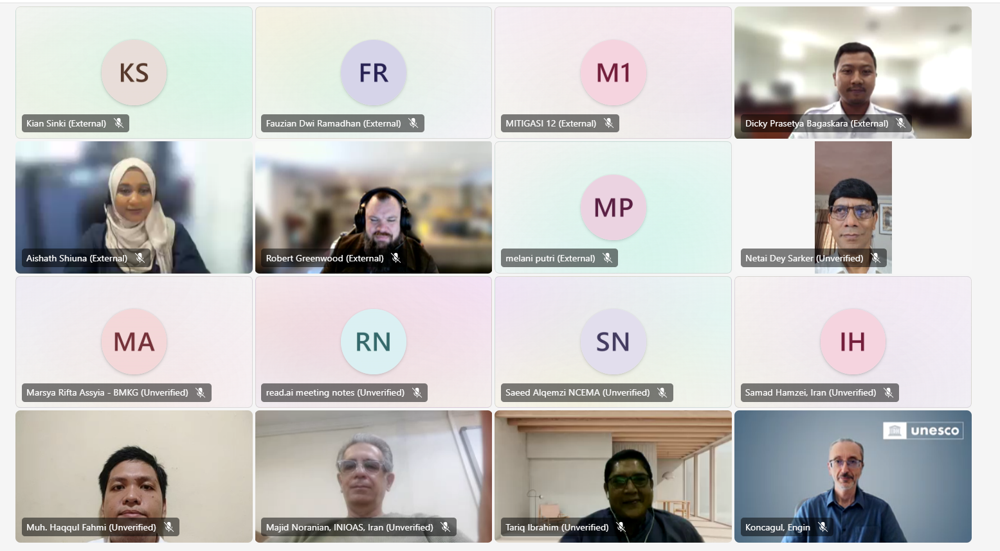 KS
Kian Sinki (External)
FR
Fauzian Dwi Ramadhan (External)
M1
MITIGASI 12 (External)
Dicky Prasetya Bagaskara (External)
Aishath Shiuna (External)
Robert Greenwood (External)
MP
melani putri (External)
Netai Dey Sarker (Unverified)
MA
Marsya Rifta Assyia - BMKG (Unverified)
RN
read.ai meeting notes (Unverified)
SN
Saeed Alqemzi NCEMA (Unverified)
IH
Samad Hamzei, Iran (Unverified)
Muh. Haqqul Fahmi (Unverified)
Majid Noranian, INIOAS, Iran (Unverified)
Tariq Ibrahim (Unverified)
unesco
Koncagul, Engin